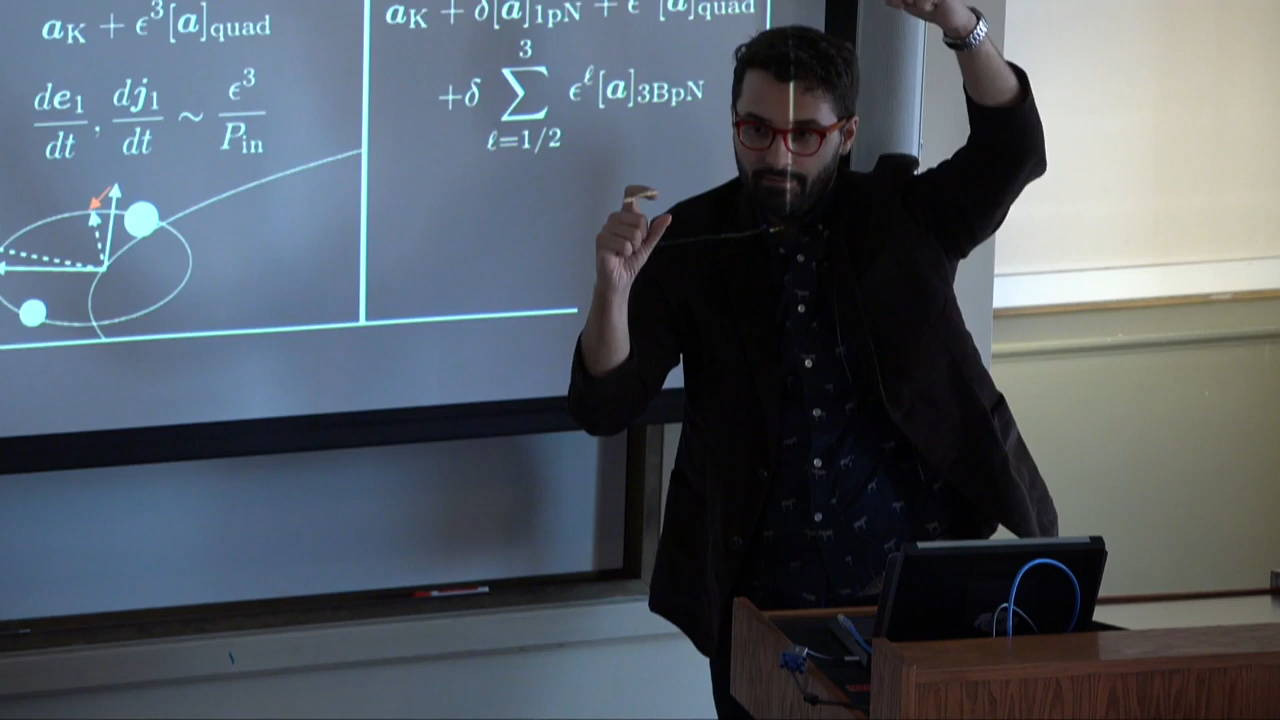 a_K + ϵ^3[a]_quad
de_1/dt, dj_1/dt ~ ϵ^3/P_in
a_K + δ[a]_1pN + ϵ [a]_quad
+δ ∑_{ℓ=1/2}^{3} ϵ^ℓ[a]_3BpN